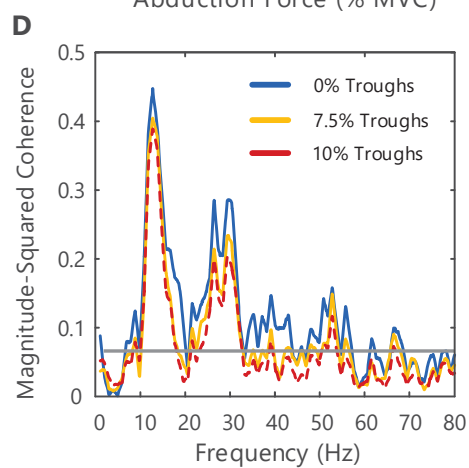 Abduction Force (% MVC)
D
Magnitude-Squared Coherence
0.5
0.4
0.3
0.2
0.1
0
0% Troughs
7.5% Troughs
10% Troughs
0 10 20 30 40 50 60 70 80
Frequency (Hz)